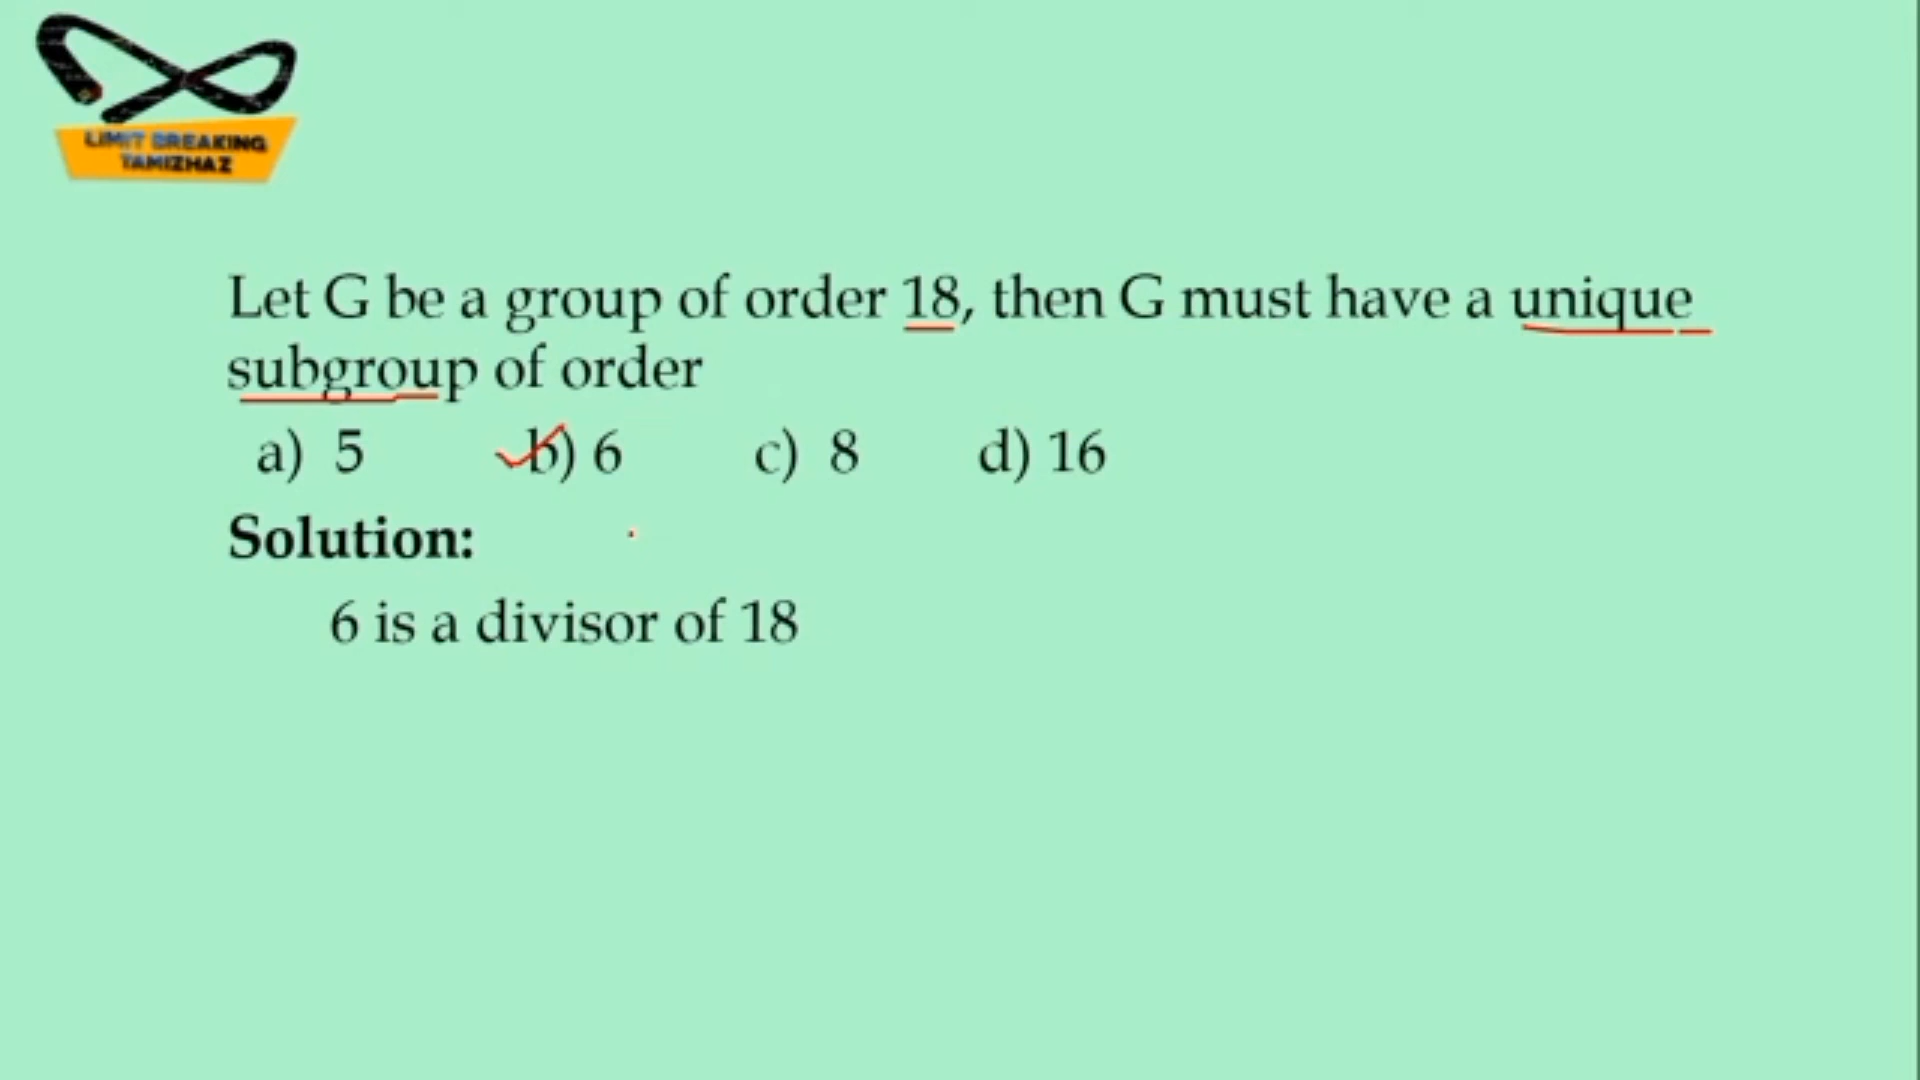 LIMIT BREAKING
TAMIZHAZ
Let G be a group of order 18, then G must have a unique
subgroup of order
a) 5 b) 6 c) 8 d) 16
Solution:
6 is a divisor of 18